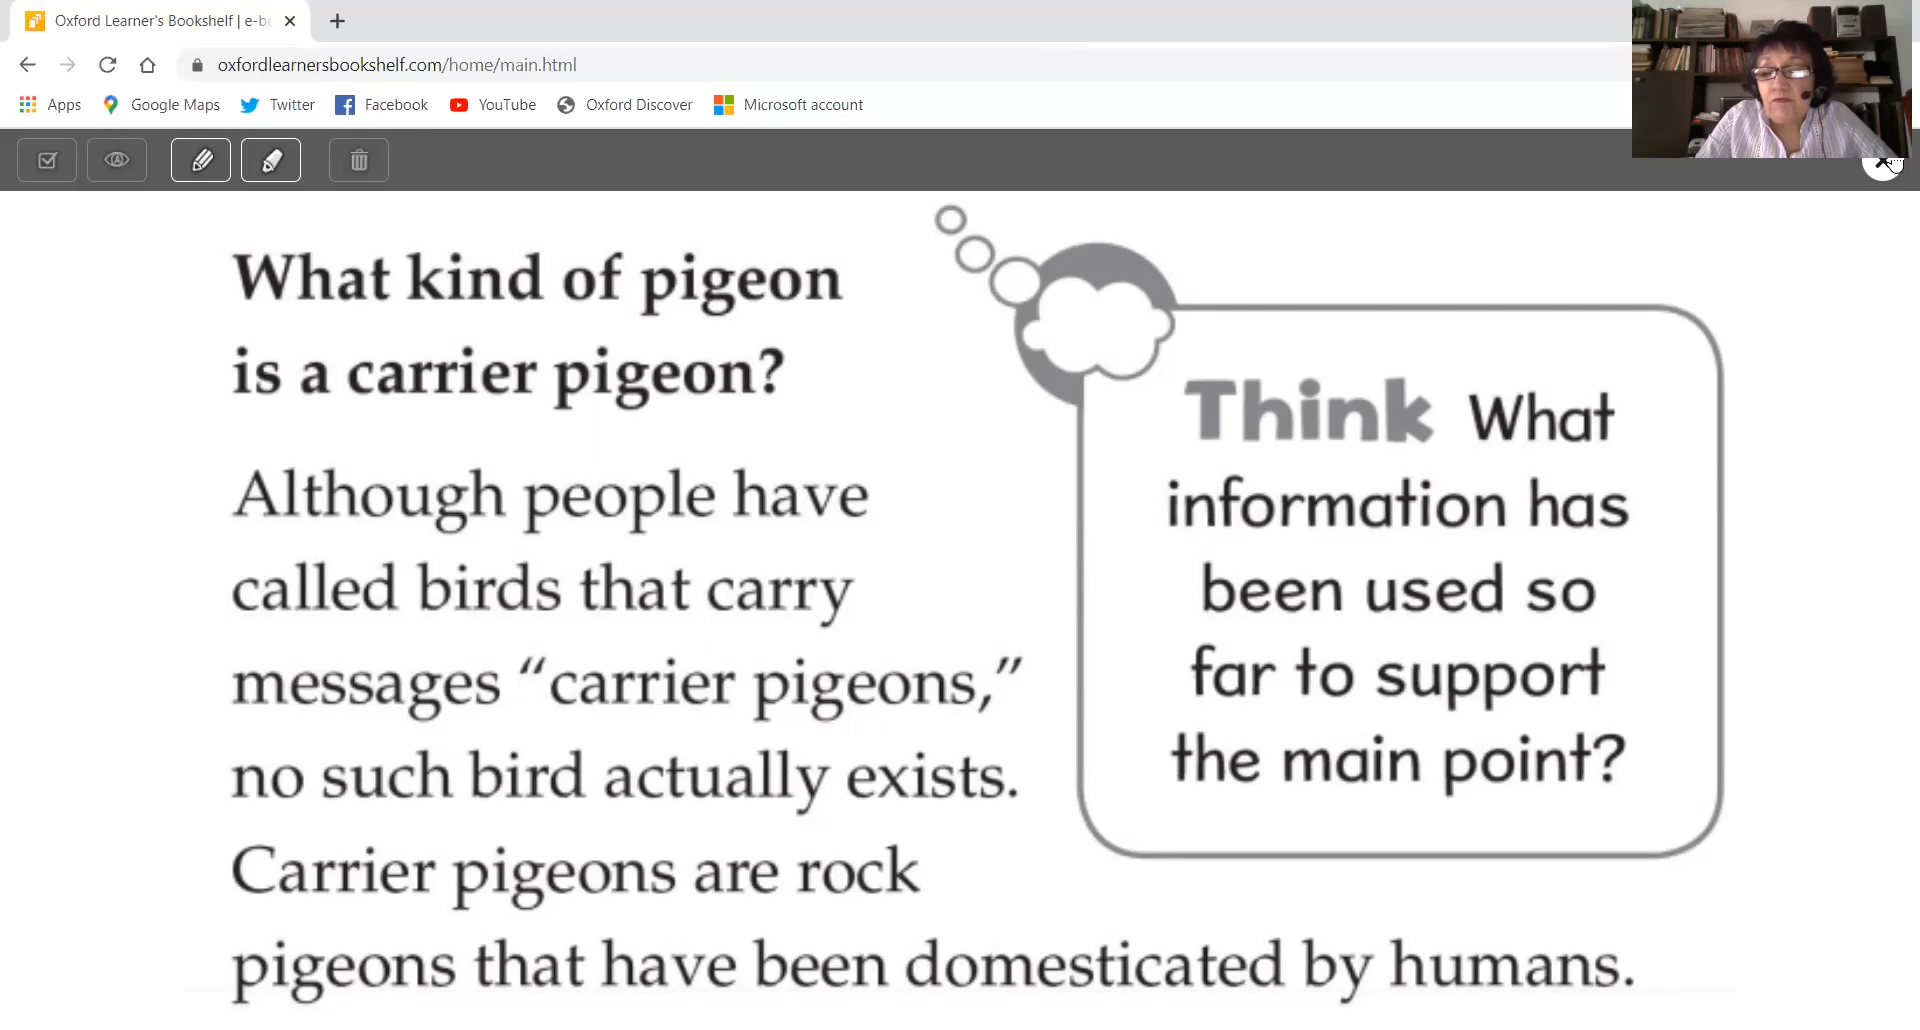 Oxford Learner's Bookshelf | e-bo
oxfordlearnersbookshelf.com/home/main.html
Apps Google Maps Twitter Facebook YouTube Oxford Discover Microsoft account
What kind of pigeon
is a carrier pigeon?
Although people have
called birds that carry
messages “carrier pigeons,”
no such bird actually exists.
Carrier pigeons are rock
pigeons that have been domesticated by humans.
Think What
information has
been used so
far to support
the main point?